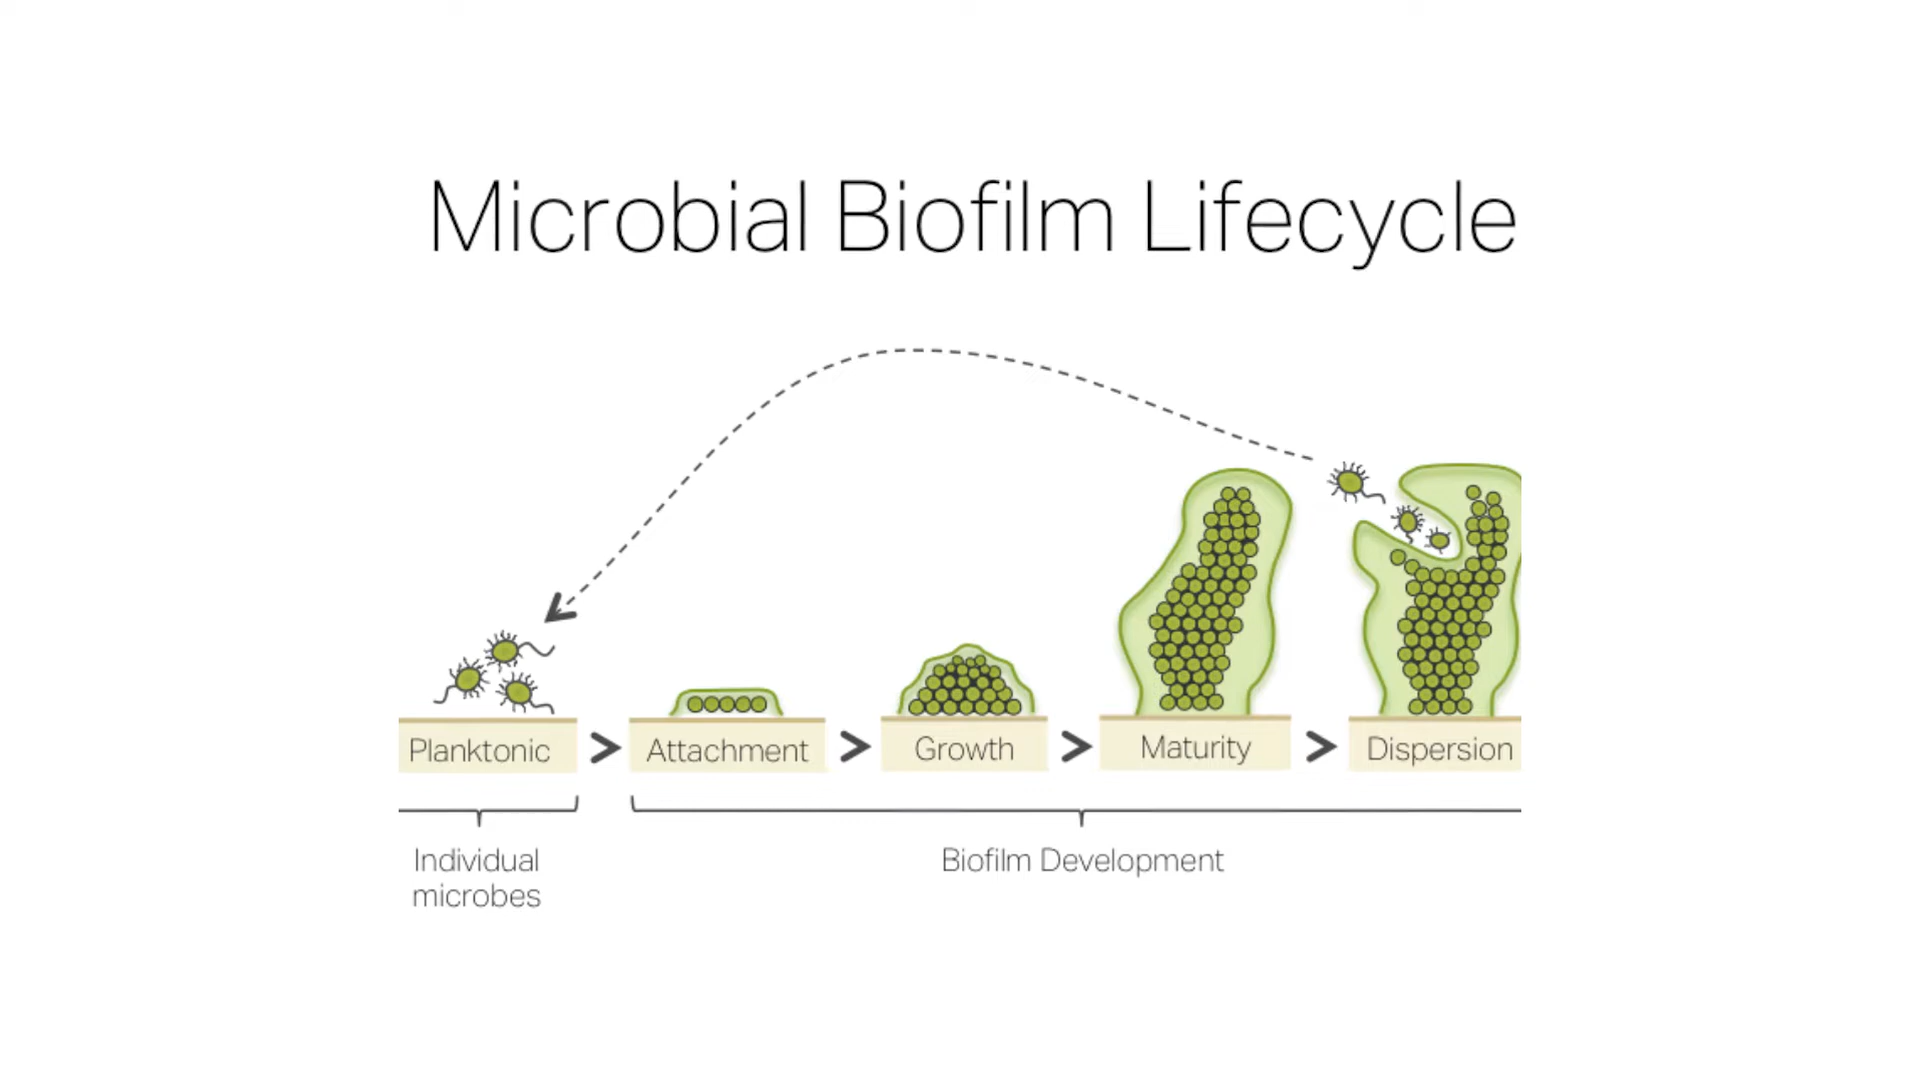 Microbial Biofilm Lifecycle
Planktonic
Attachment
Growth
Maturity
Dispersion
Individual
microbes
Biofilm Development